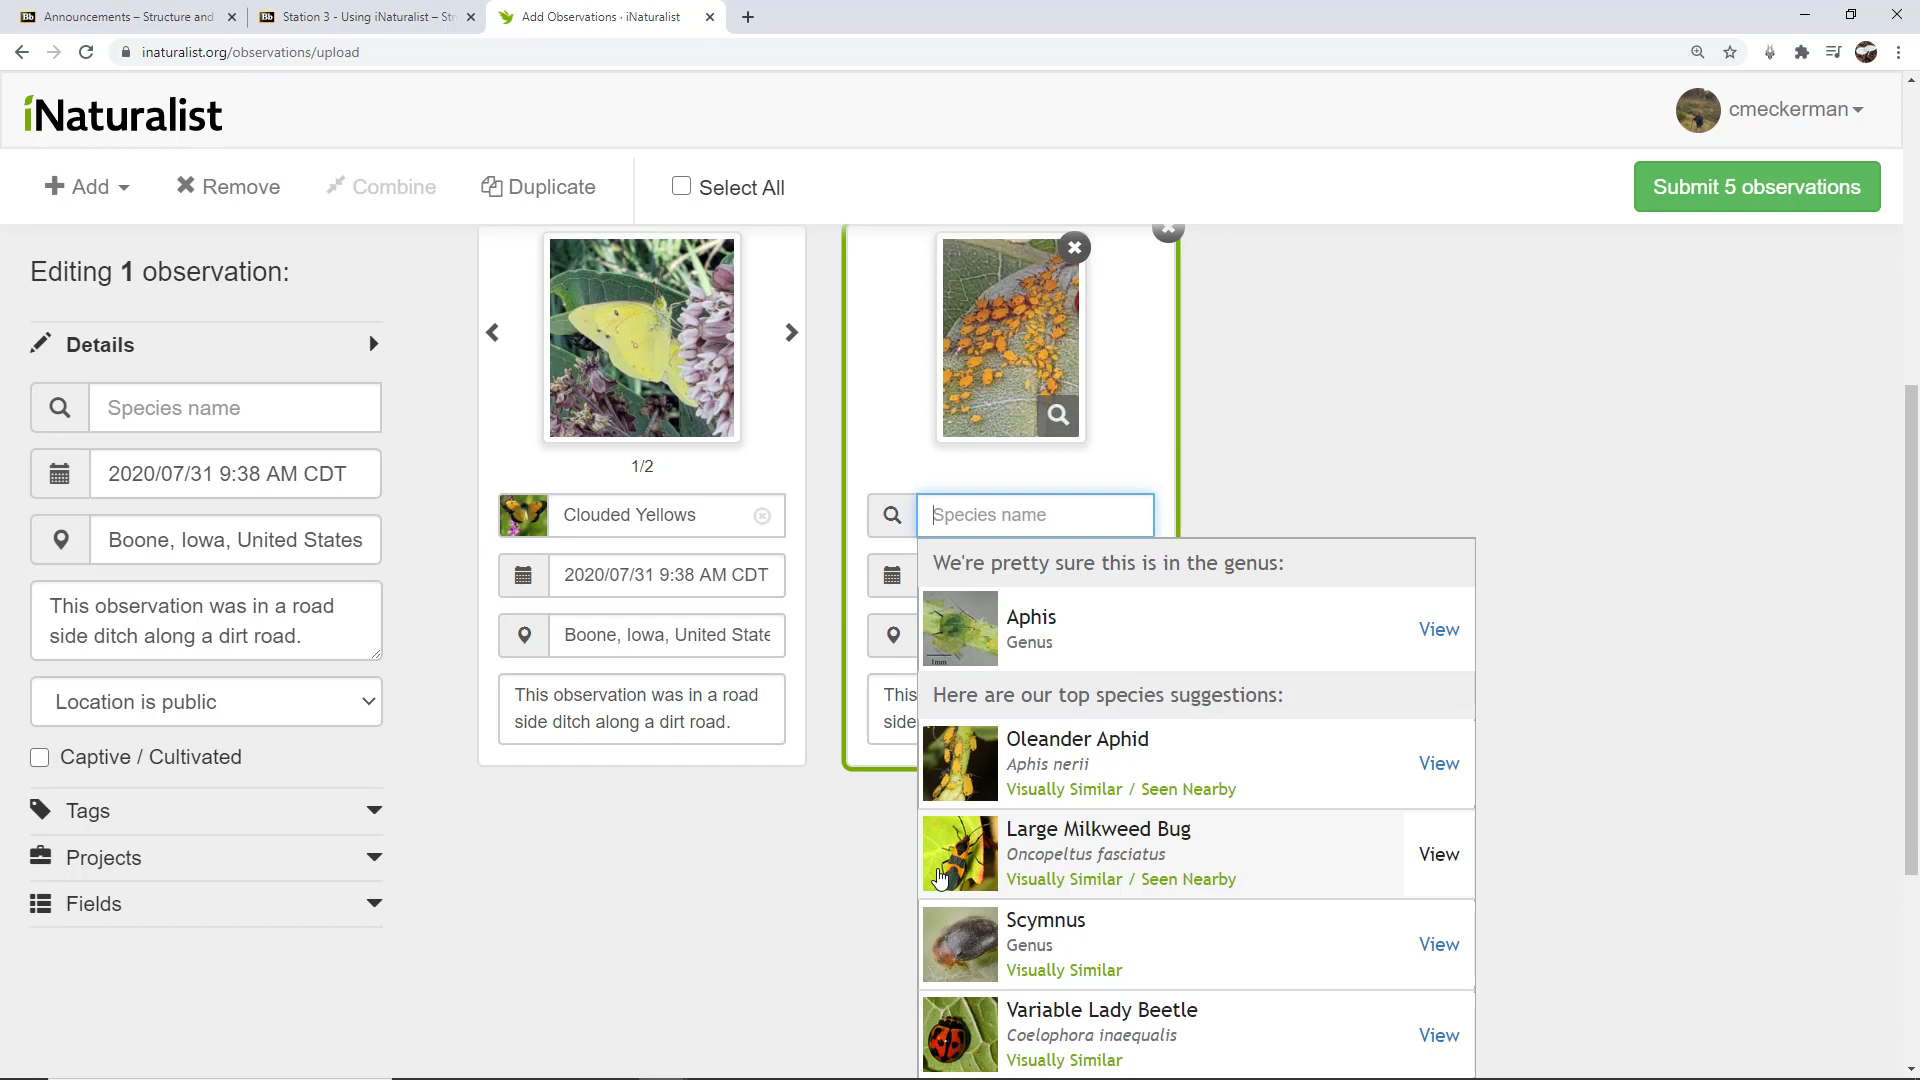 Announcements – Structure and
Station 3 - Using iNaturalist – Str
Add Observations · iNaturalist
inaturalist.org/observations/upload
iNaturalist
cmeckerman
Add
Remove
Combine
Duplicate
Select All
Submit 5 observations
Editing 1 observation:
Details
Species name
2020/07/31 9:38 AM CDT
Boone, Iowa, United States
This observation was in a road
side ditch along a dirt road.
Location is public
Captive / Cultivated
Tags
Projects
Fields
1/2
Clouded Yellows
2020/07/31 9:38 AM CDT
Boone, Iowa, United State
This observation was in a road
side ditch along a dirt road.
Species name
This
side
We're pretty sure this is in the genus:
Aphis
Genus
View
Here are our top species suggestions:
Oleander Aphid
Aphis nerii
Visually Similar / Seen Nearby
View
Large Milkweed Bug
Oncopeltus fasciatus
Visually Similar / Seen Nearby
View
Scymnus
Genus
Visually Similar
View
Variable Lady Beetle
Coelophora inaequalis
Visually Similar
View